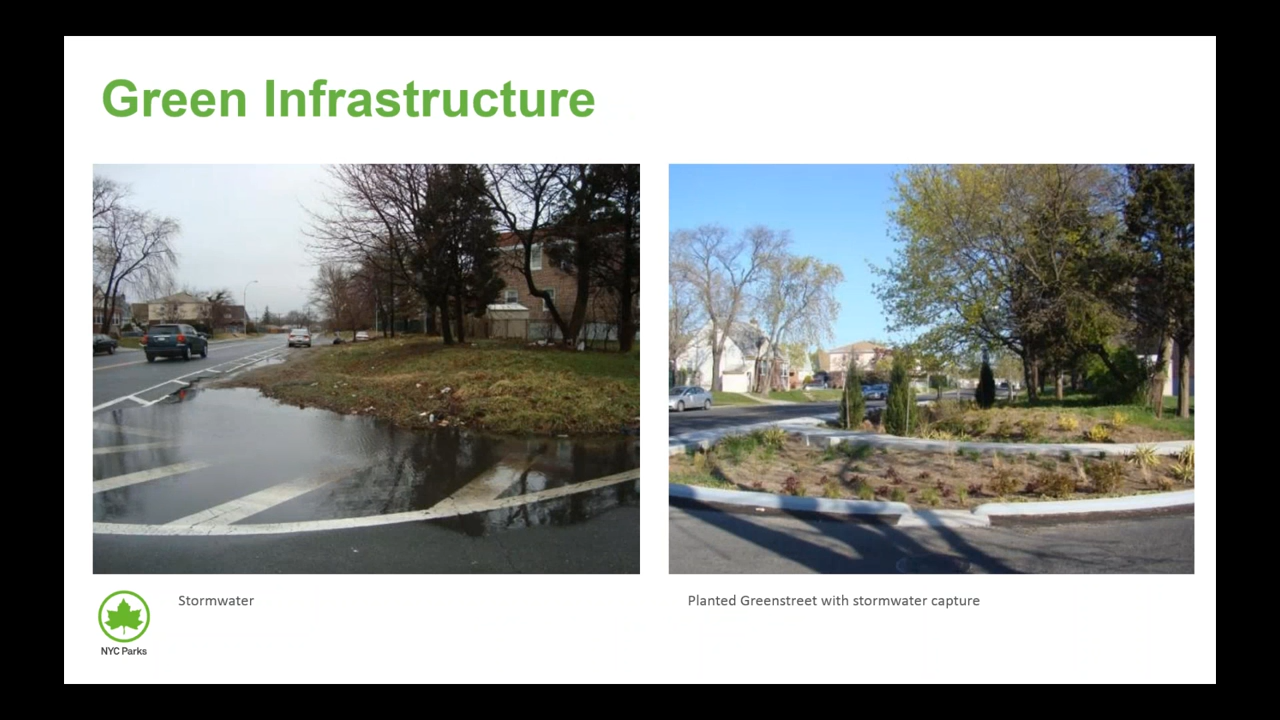 Green Infrastructure
Stormwater
Planted Greenstreet with stormwater capture
NYC Parks